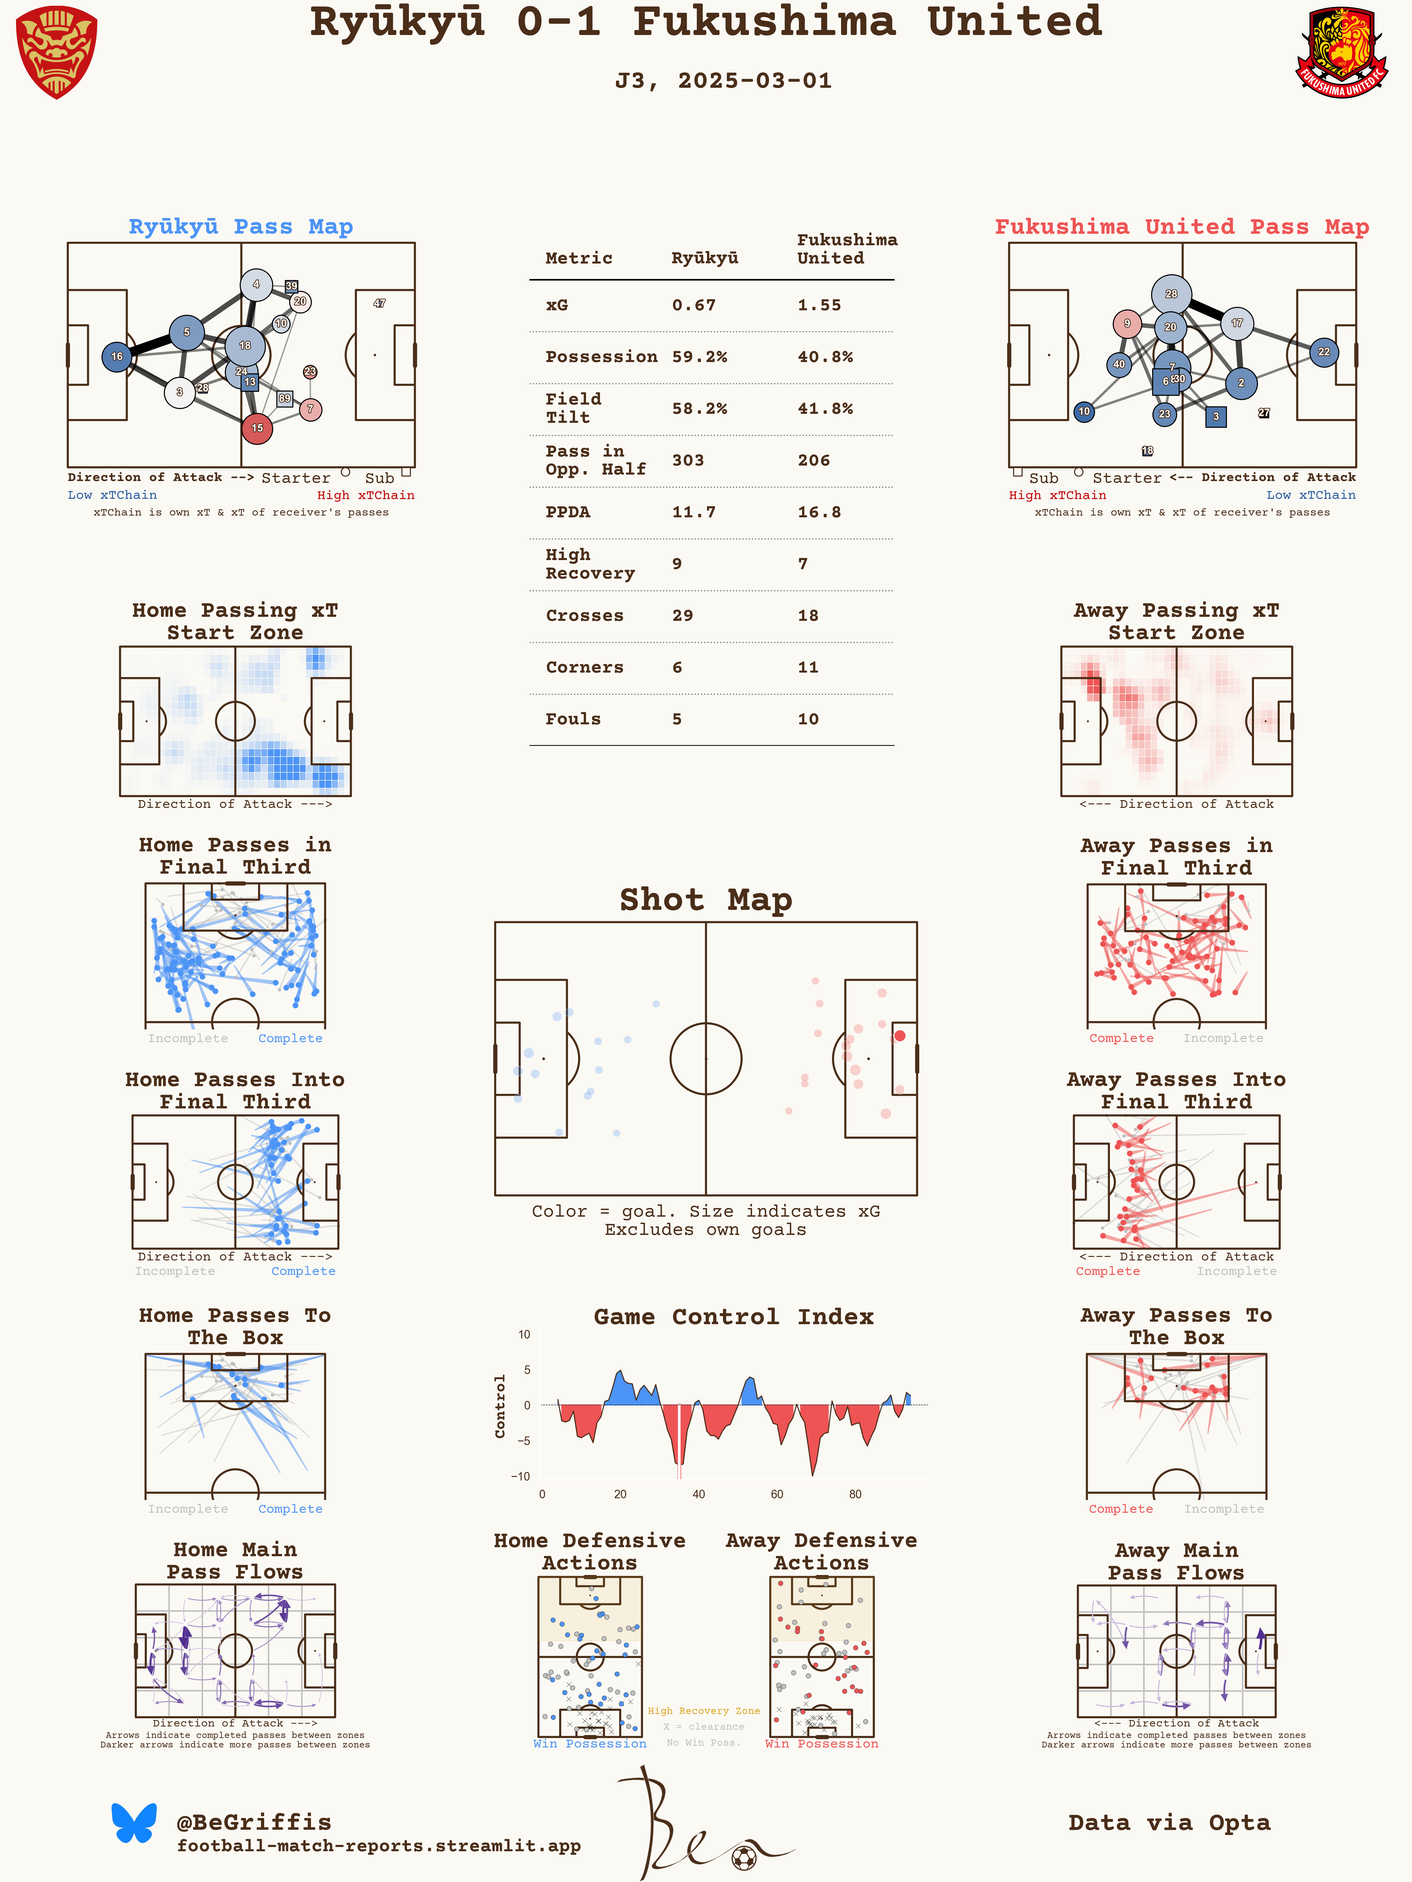 Ryūkyū 0-1 Fukushima United
J3, 2025-03-01
FUKUSHIMA UNITED FC
Ryūkyū Pass Map
4
39
20
47
10
5
18
16
24
13
23
28
3
89
7
15
Direction of Attack --> Starter Sub
Low xTChain High xTChain
xTChain is own xT & xT of receiver's passes
Metric Ryūkyū Fukushima United
xG 0.67 1.55
Possession 59.2% 40.8%
Field Tilt 58.2% 41.8%
Pass in Opp. Half 303 206
PPDA 11.7 16.8
High Recovery 9 7
Crosses 29 18
Corners 6 11
Fouls 5 10
Fukushima United Pass Map
28
9
20
17
22
40
7
6
30
2
10
23
3
27
18
Sub Starter <-- Direction of Attack
High xTChain Low xTChain
xTChain is own xT & xT of receiver's passes
Home Passing xT
Start Zone
Direction of Attack --->
Away Passing xT
Start Zone
<--- Direction of Attack
Home Passes in
Final Third
Incomplete Complete
Away Passes in
Final Third
Complete Incomplete
Shot Map
Color = goal. Size indicates xG
Excludes own goals
Home Passes Into
Final Third
Direction of Attack --->
Incomplete Complete
Away Passes Into
Final Third
<--- Direction of Attack
Complete Incomplete
Home Passes To
The Box
Incomplete Complete
Game Control Index
Control
10
5
0
−5
−10
0 20 40 60 80
Away Passes To
The Box
Complete Incomplete
Home Main
Pass Flows
Direction of Attack --->
Arrows indicate completed passes between zones
Darker arrows indicate more passes between zones
Home Defensive
Actions
Win Possession
Away Defensive
Actions
Win Possession
High Recovery Zone
X = clearance
No Win Poss.
Away Main
Pass Flows
<--- Direction of Attack
Arrows indicate completed passes between zones
Darker arrows indicate more passes between zones
@BeGriffis
football-match-reports.streamlit.app
Ben
Data via Opta